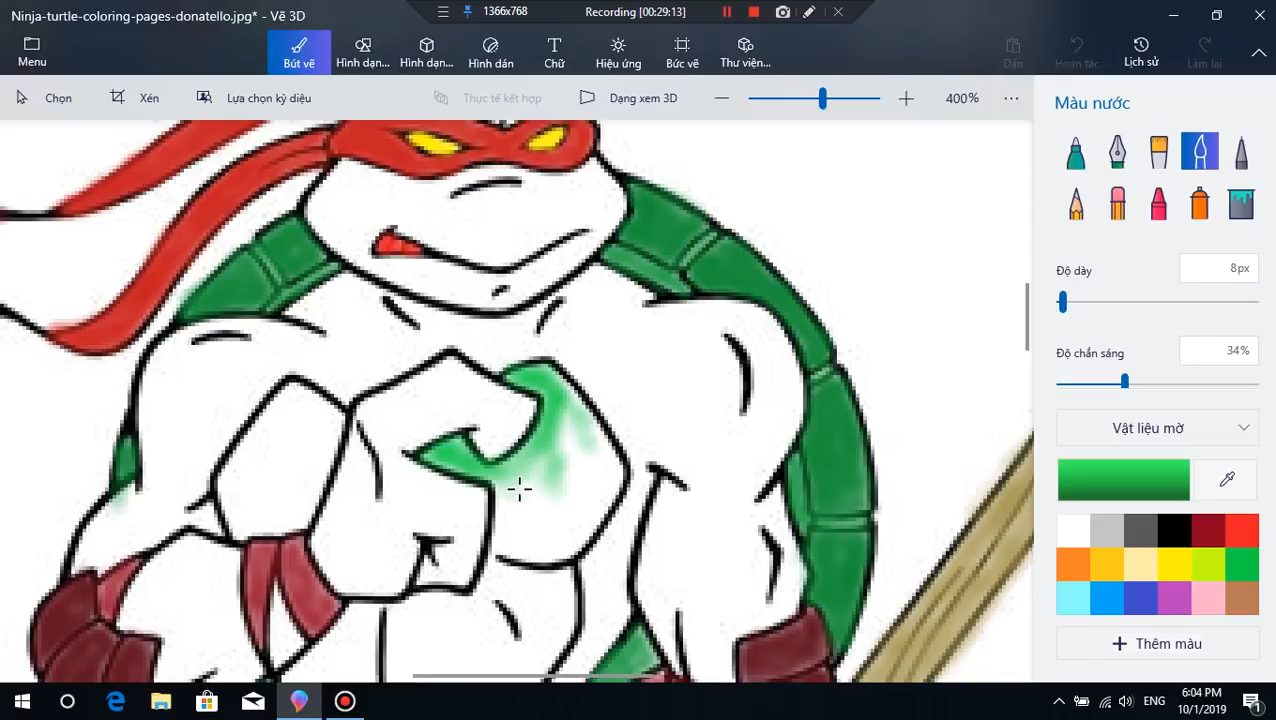 Ninja-turtle-coloring-pages-donatello.jpg* - Vẽ 3D
1366x768
Recording [00:29:13]
Menu
Bút vẽ
Hình dạn...
Hình dạn...
Hình dán
Chữ
Hiệu ứng
Bức vẽ
Thư viện...
Dán
Hoàn tác
Lịch sử
Làm lại
Chọn
Xén
Lựa chọn kỳ diệu
Thực tế kết hợp
Dạng xem 3D
400%
Màu nước
Độ dày
8px
Độ chắn sáng
34%
Vật liệu mờ
Thêm màu
ENG
6:04 PM
10/1/2019
1